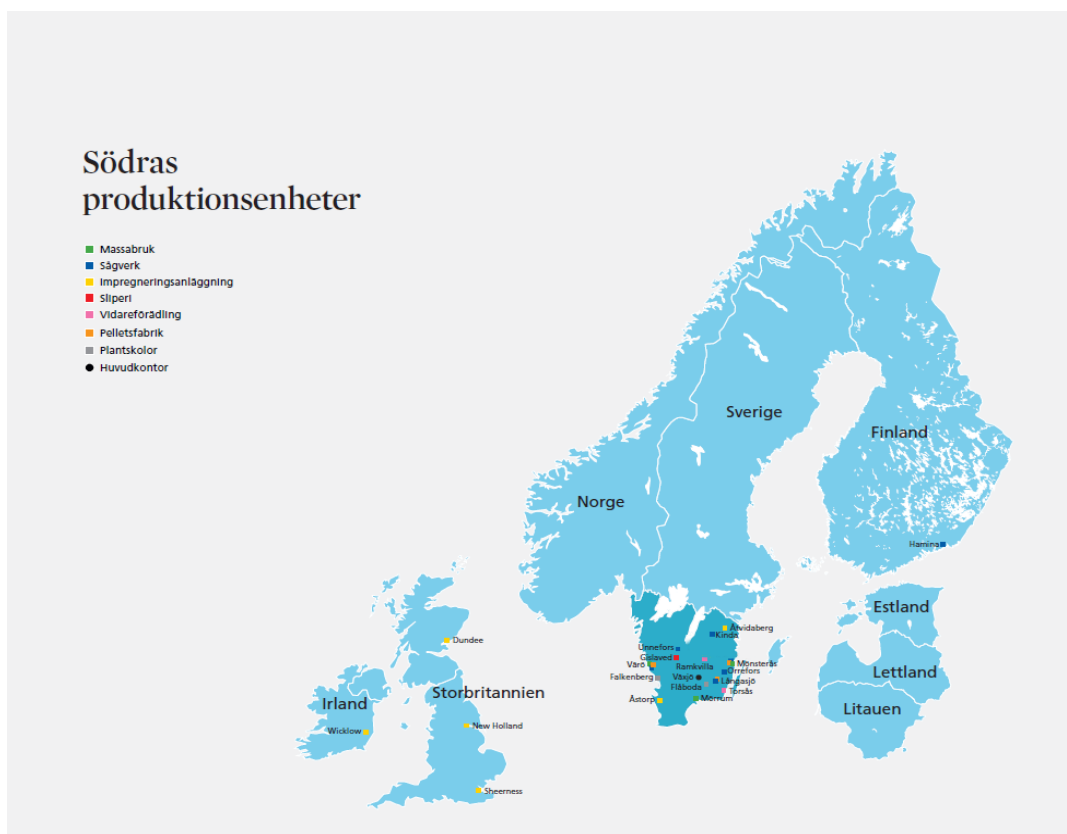 Södras
produktionsenheter
Massabruk
Sågverk
Impregneringsanläggning
Sliperi
Vidareförädling
Pelletsfabrik
Plantskolor
Huvudkontor
Sverige
Finland
Norge
Hamina
Estland
Åtvidaberg
Kinda
Dundee
Unnefors
Gislaved
Värö
Ramkvilla
Mönsterås
Orrefors
Lettland
Falkenberg
Växjö
Långasjö
Flåboda
Torsås
Storbritannien
Åstorp
Mörrum
Irland
Litauen
New Holland
Wicklow
Sheerness